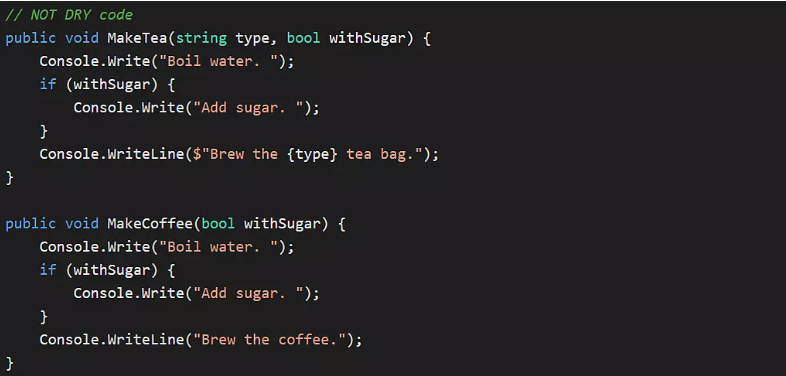 // NOT DRY code
public void MakeTea(string type, bool withSugar) {
    Console.Write("Boil water. ");
    if (withSugar) {
        Console.Write("Add sugar. ");
    }
    Console.WriteLine($"Brew the {type} tea bag.");
}

public void MakeCoffee(bool withSugar) {
    Console.Write("Boil water. ");
    if (withSugar) {
        Console.Write("Add sugar. ");
    }
    Console.WriteLine("Brew the coffee.");
}